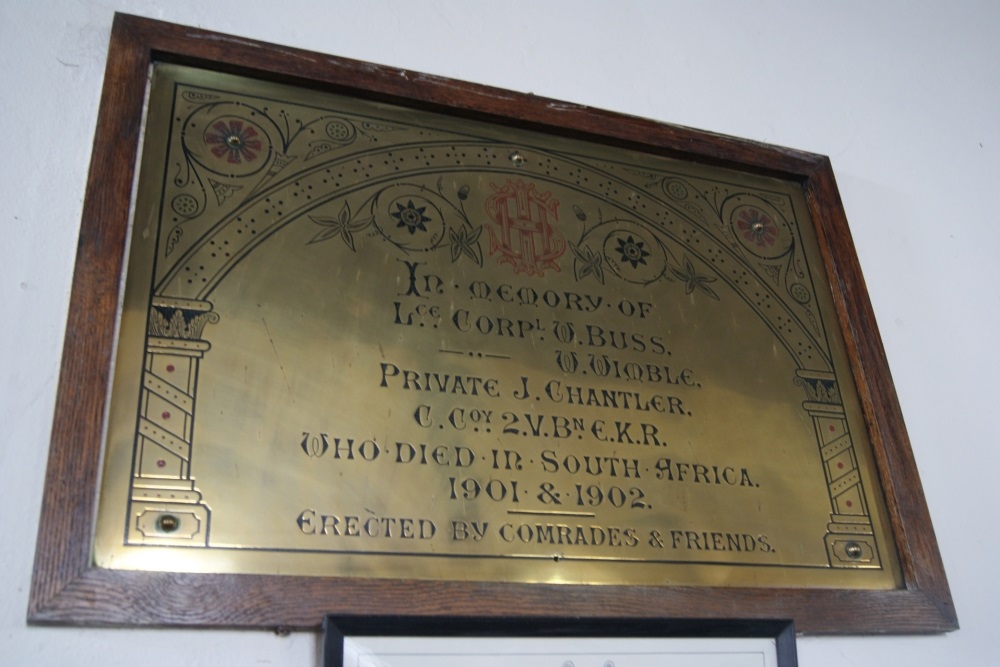 IHS
In · memory · of
Lce Corpl W. Buss.
— ·· — W. Wimble.
Private J. Chantler.
C. Coy 2.V.Bn E.K.R.
Who · died · in · South · Africa.
1901 · & · 1902.
Erected by comrades & friends.